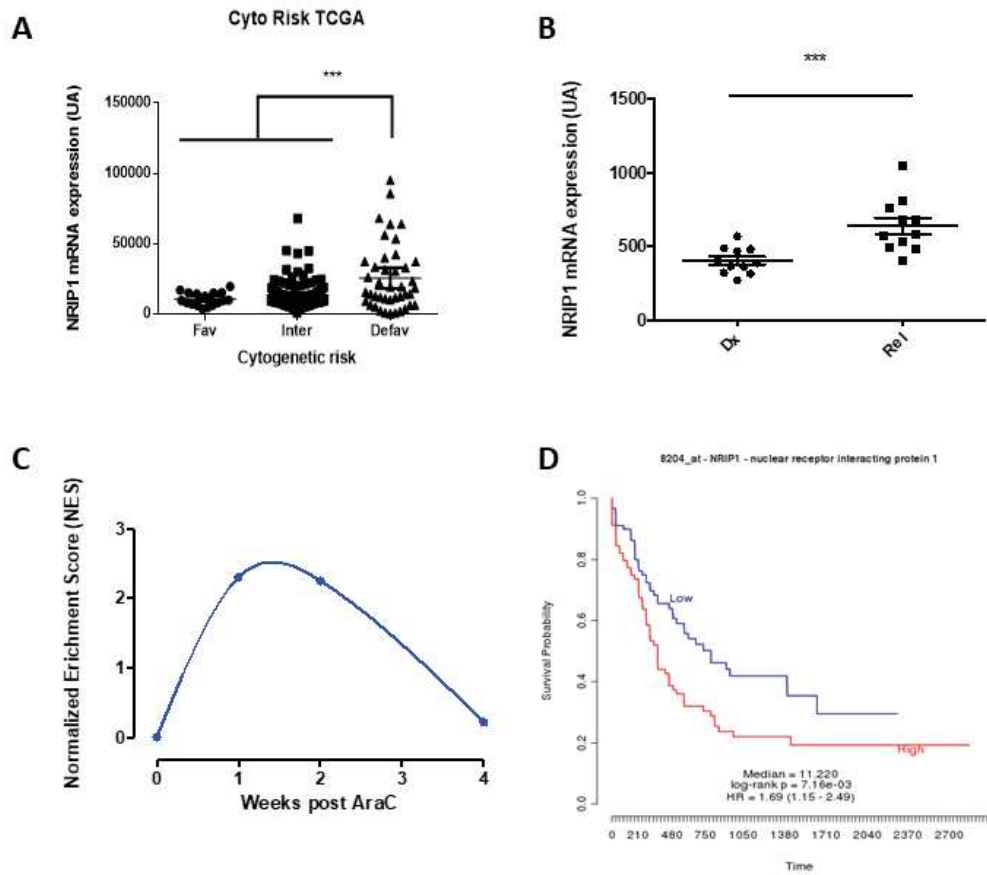 A
Cyto Risk TCGA
***
NRIP1 mRNA expression (UA)
150000
100000
50000
0
Fav Inter Defav
Cytogenetic risk
B
***
NRIP1 mRNA expression (UA)
1500
1000
500
0
Dx Rel
C
Normalized Erichment Score (NES)
3
2
1
0
0 1 2 3 4
Weeks post AraC
D
8204_at - NRIP1 - nuclear receptor interacting protein 1
Survival Probability
1.0
0.8
0.6
0.4
0.2
0.0
Low
High
Median = 11.220
log-rank p = 7.16e-03
HR = 1.69 (1.15 - 2.49)
0 210 480 750 1050 1380 1710 2040 2370 2700
Time